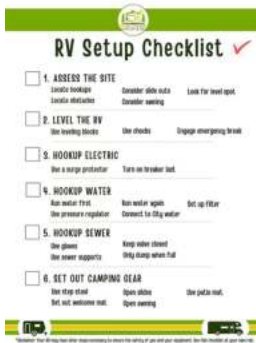 RV Setup Checklist
1. ASSESS THE SITE
Locate hookups Consider slide outs Look for level spot
Locate obstacles Consider awning
2. LEVEL THE RV
Use leveling blocks Use chocks Engage emergency break
3. HOOKUP ELECTRIC
Use a surge protector Turn on breaker last
4. HOOKUP WATER
Run water first Run water again Set up filter
Use pressure regulator Connect to City water
5. HOOKUP SEWER
Use gloves Keep valve closed
Use sewer supports Only dump when full
6. SET OUT CAMPING GEAR
Use step stool Open slides Use patio mat
Set out welcome mat Open awning